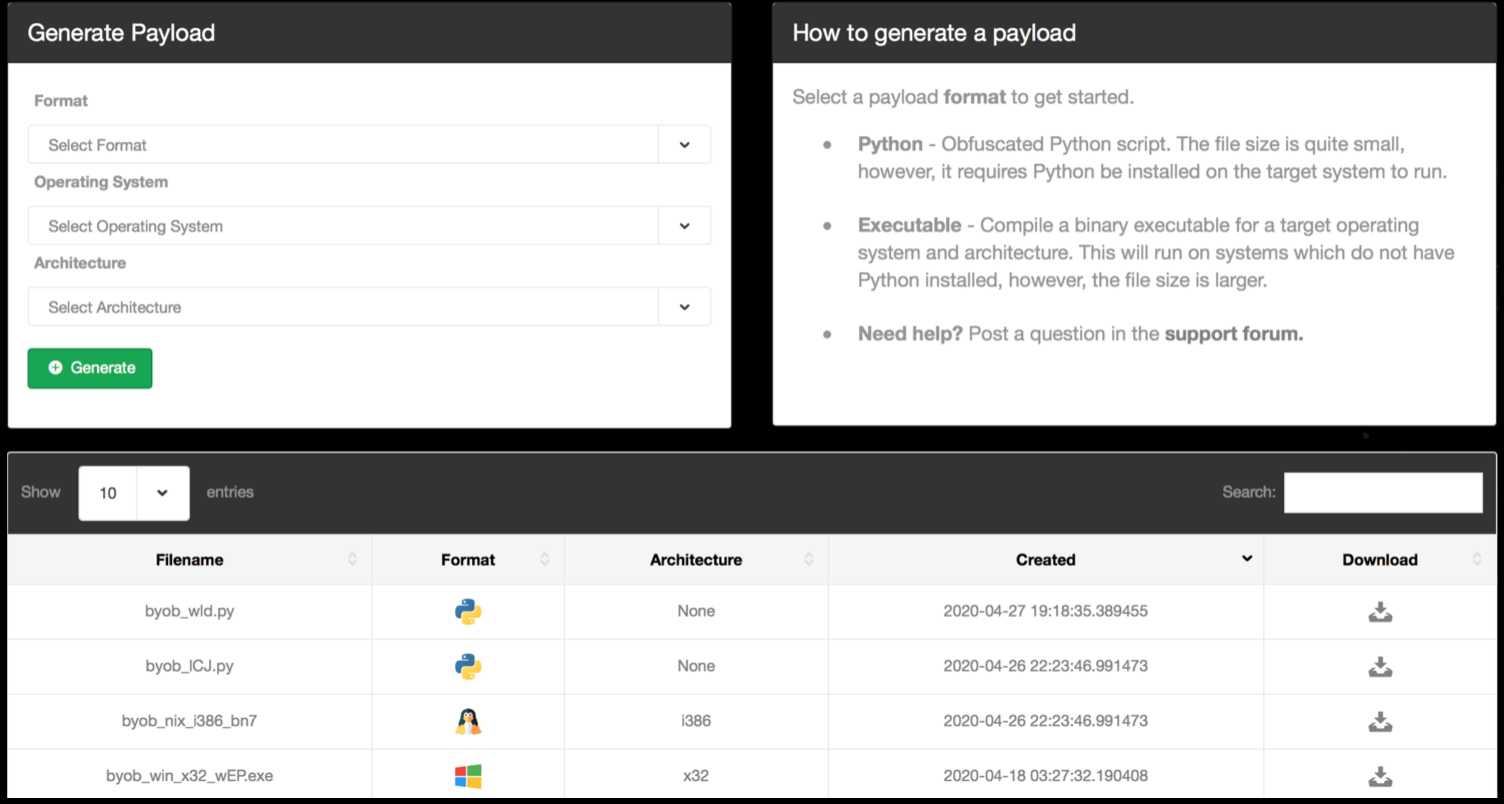 Generate Payload
Format
Select Format
Operating System
Select Operating System
Architecture
Select Architecture
Generate
How to generate a payload
Select a payload format to get started.
Python - Obfuscated Python script. The file size is quite small,
however, it requires Python be installed on the target system to run.
Executable - Compile a binary executable for a target operating
system and architecture. This will run on systems which do not have
Python installed, however, the file size is larger.
Need help? Post a question in the support forum.
Show 10 entries Search:
Filename Format Architecture Created Download
byob_wld.py None 2020-04-27 19:18:35.389455
byob_ICJ.py None 2020-04-26 22:23:46.991473
byob_nix_i386_bn7 i386 2020-04-26 22:23:46.991473
byob_win_x32_wEP.exe x32 2020-04-18 03:27:32.190408